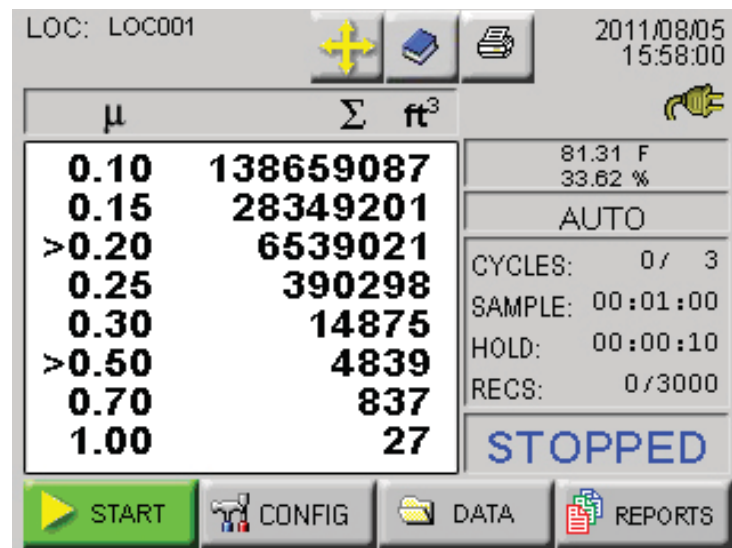 LOC: LOC001
2011/08/05
15:58:00
µ Σ ft³
0.10 138659087
0.15 28349201
>0.20 6539021
0.25 390298
0.30 14875
>0.50 4839
0.70 837
1.00 27
81.31 F
33.62 %
AUTO
CYCLES: 0/ 3
SAMPLE: 00:01:00
HOLD: 00:00:10
RECS: 0/3000
STOPPED
START CONFIG DATA REPORTS